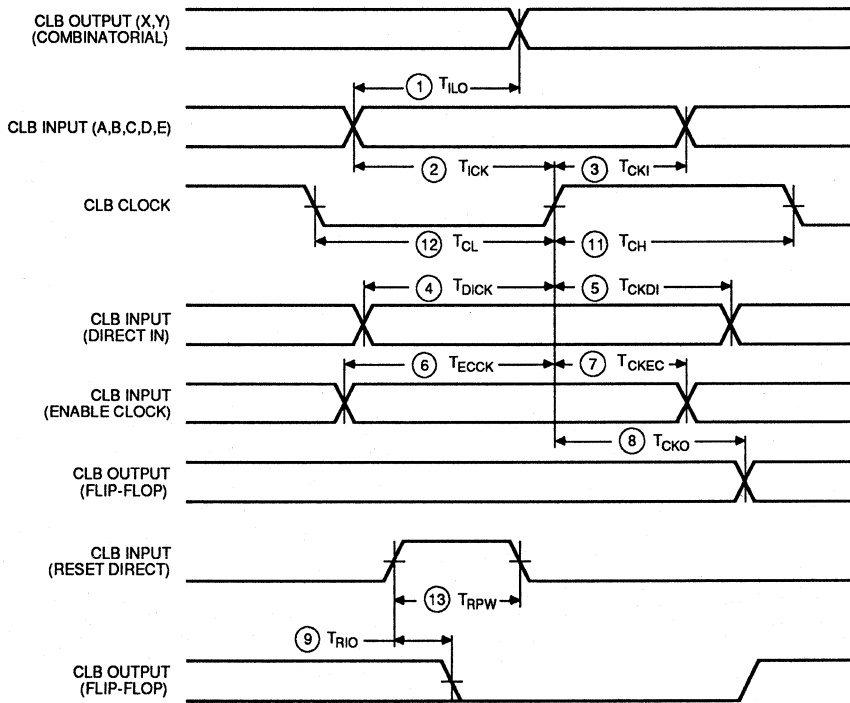 CLB OUTPUT (X,Y)
(COMBINATORIAL)
1 TILO
CLB INPUT (A,B,C,D,E)
2 TICK
3 TCKI
CLB CLOCK
12 TCL
11 TCH
4 TDICK
5 TCKDI
CLB INPUT
(DIRECT IN)
6 TECCK
7 TCKEC
CLB INPUT
(ENABLE CLOCK)
8 TCKO
CLB OUTPUT
(FLIP-FLOP)
CLB INPUT
(RESET DIRECT)
13 TRPW
9 TRIO
CLB OUTPUT
(FLIP-FLOP)